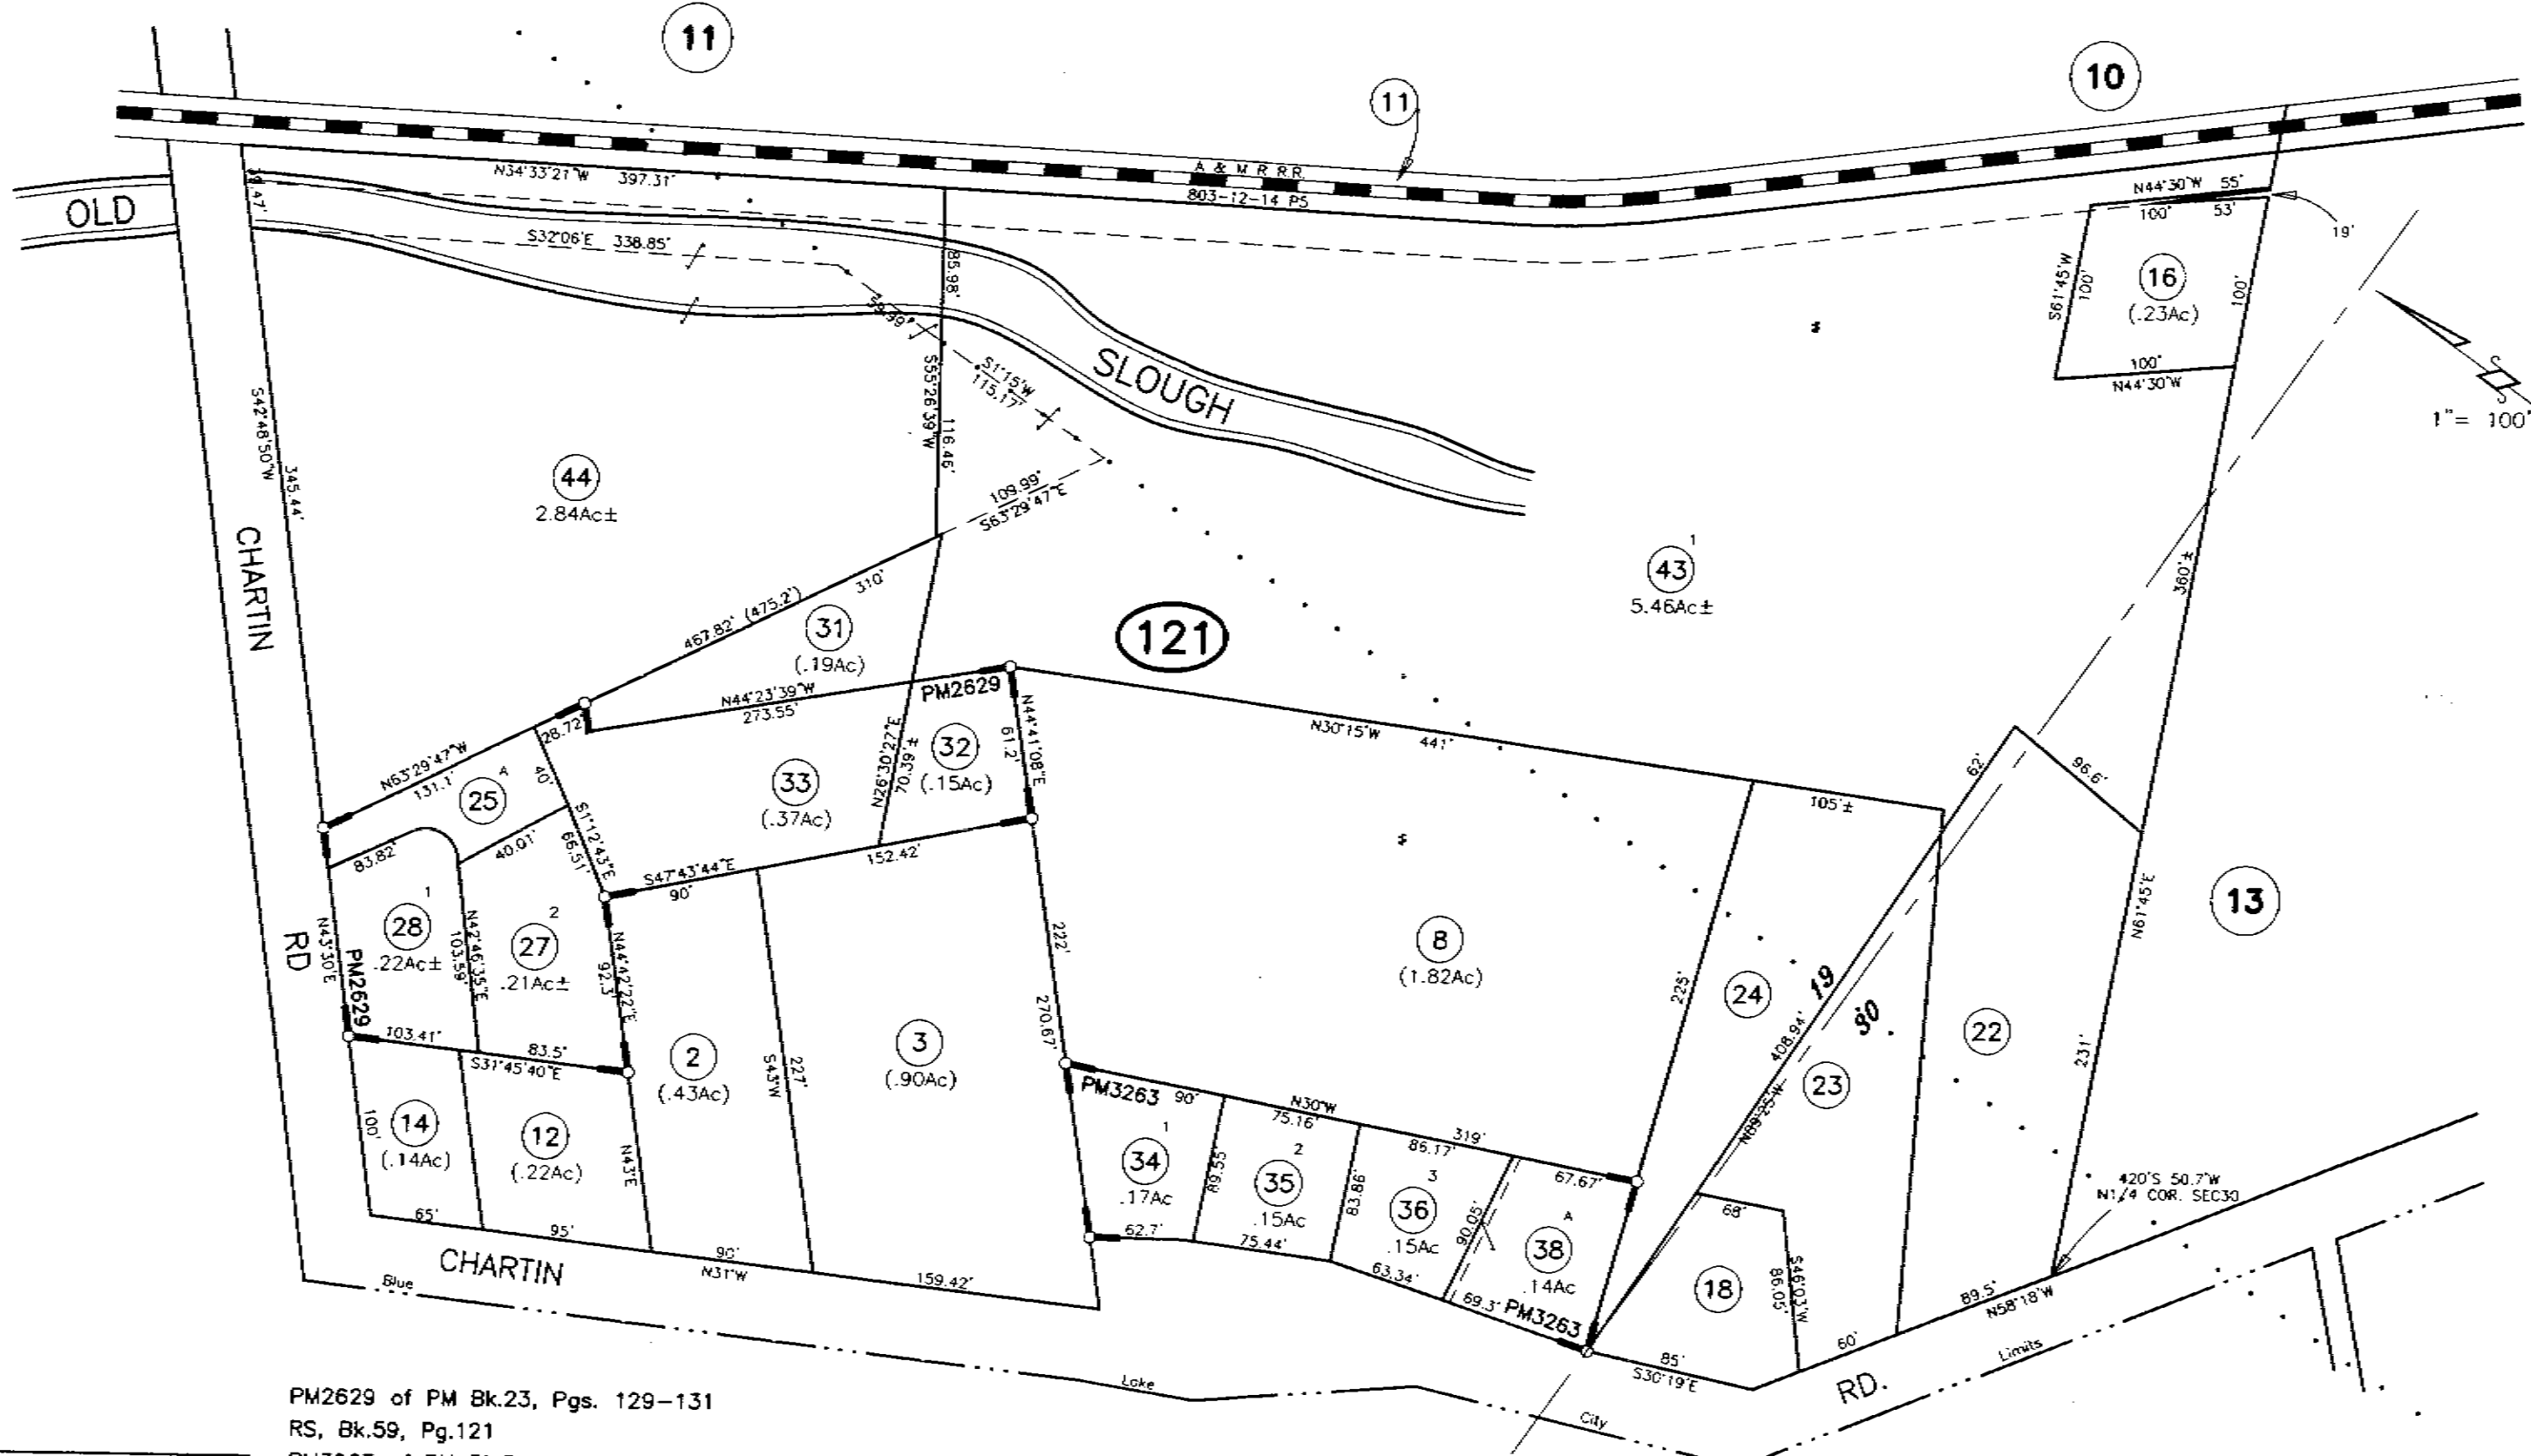 11
10
11
A & M R R.R.
803-12-14 P5
N34°33'21"W 397.31'
OLD
S32°06'E 338.85'
85.98'
59.99'
S1°15'W
115.17'
SLOUGH
S55°26'39"W
116.46'
109.99'
S63°29'47"E
N44°30'W 55'
100' 53'
19'
S61°45'W
100'
16
(.23Ac)
100'
100'
N44°30'W
1"= 100'
S42°48'50"W
345.44'
44
2.84Ac±
CHARTIN
RD
1
43
5.46Ac±
360'±
467.82' (475.2')
310'
31
(.19Ac)
121
N44°23'39"W
273.55'
PM2629
28.72'
N63°29'47"W
131.1'
A
25
40'
83.82'
40.01'
S1°12'43"E
66.51'
33
(.37Ac)
N26°30'27"E
70.39'±
32
(.15Ac)
N44°41'08"E
61.2'
N30°15'W 441'
105'±
62'
96.6'
S47°43'44"E
90'
152.42'
1
28
.22Ac±
N43°30'E
PM2629
N42°46'35"E
103.59'
2
27
.21Ac±
N44°42'22"E
92.3'
222'
270.67'
8
(1.82Ac)
225'
24
19
30
408.94'
N89°25'W
23
22
N61°45'E
231'
13
103.41'
83.5'
S31°45'40"E
2
(.43Ac)
S43°W
227'
3
(.90Ac)
14
(.14Ac)
100'
12
(.22Ac)
N43°E
PM3263
90'
N30°W
75.16'
319'
86.17'
67.67'
1
34
.17Ac
89.55'
2
35
.15Ac
83.86'
3
36
.15Ac
90.05'
A
38
.14Ac
68'
18
S46°03'W
86.05'
420'S 50.7'W
N1/4 COR. SEC30
65'
95'
90'
N31°W
159.42'
62.7'
75.44'
63.34'
69.3'
PM3263
85'
S30°19'E
60'
89.5'
N58°18'W
CHARTIN
RD.
Blue
Lake
City
Limits
PM2629 of PM Bk.23, Pgs. 129-131
RS, Bk.59, Pg.121